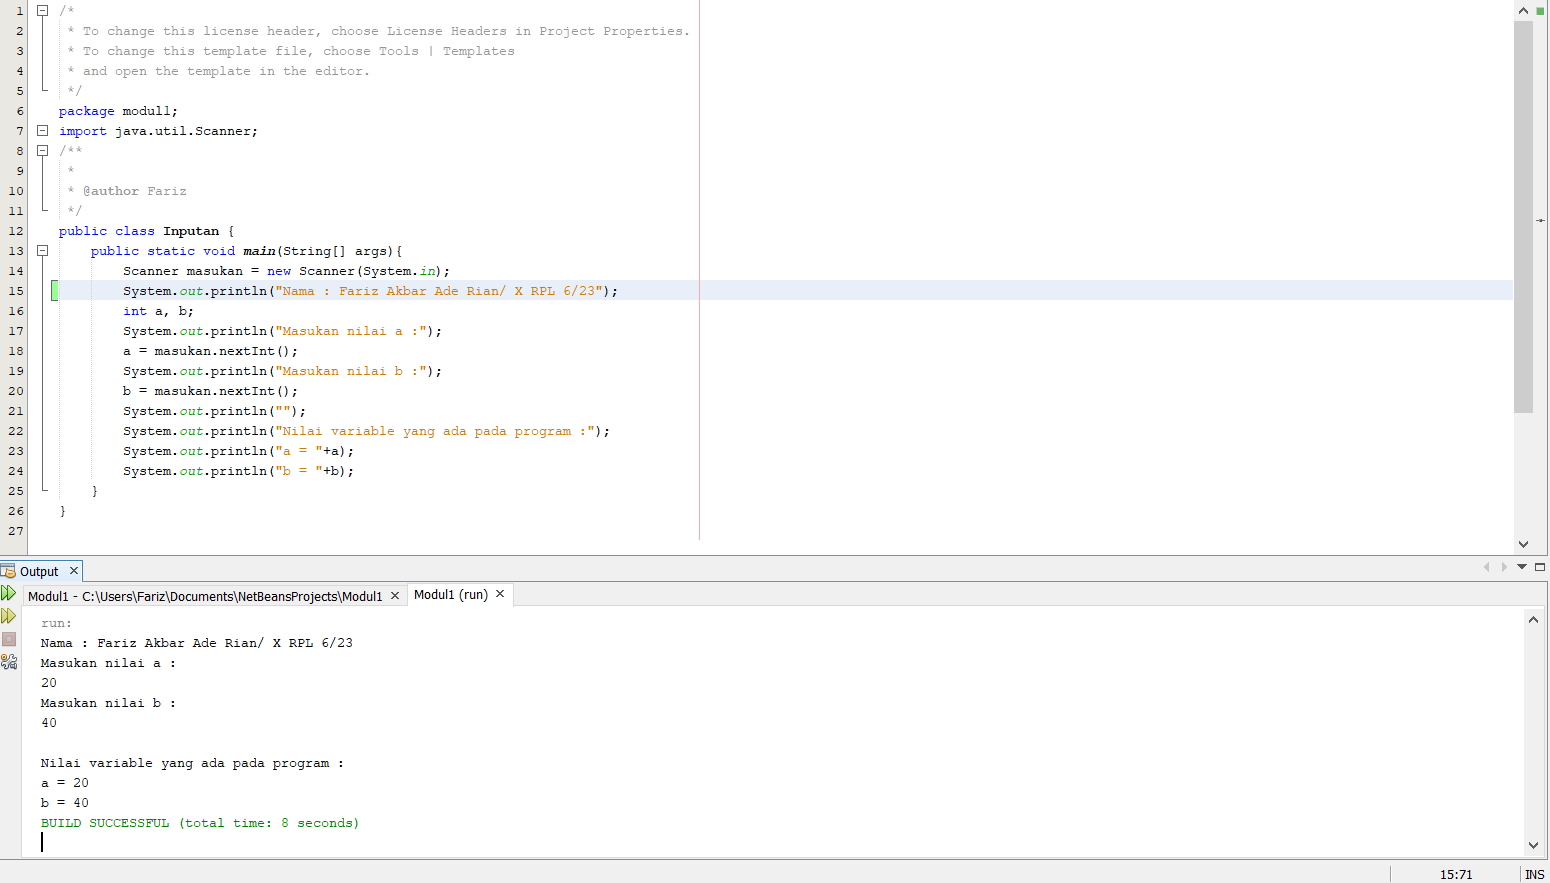 1 /*
2  * To change this license header, choose License Headers in Project Properties.
3  * To change this template file, choose Tools | Templates
4  * and open the template in the editor.
5  */
6 package modul1;
7 import java.util.Scanner;
8 /**
9  *
10  * @author Fariz
11  */
12 public class Inputan {
13     public static void main(String[] args){
14         Scanner masukan = new Scanner(System.in);
15         System.out.println("Nama : Fariz Akbar Ade Rian/ X RPL 6/23");
16         int a, b;
17         System.out.println("Masukan nilai a :");
18         a = masukan.nextInt();
19         System.out.println("Masukan nilai b :");
20         b = masukan.nextInt();
21         System.out.println("");
22         System.out.println("Nilai variable yang ada pada program :");
23         System.out.println("a = "+a);
24         System.out.println("b = "+b);
25     }
26 }
27
Output
Modul1 - C:\Users\Fariz\Documents\NetBeansProjects\Modul1 Modul1 (run)
run:
Nama : Fariz Akbar Ade Rian/ X RPL 6/23
Masukan nilai a :
20
Masukan nilai b :
40
Nilai variable yang ada pada program :
a = 20
b = 40
BUILD SUCCESSFUL (total time: 8 seconds)
15:71 INS